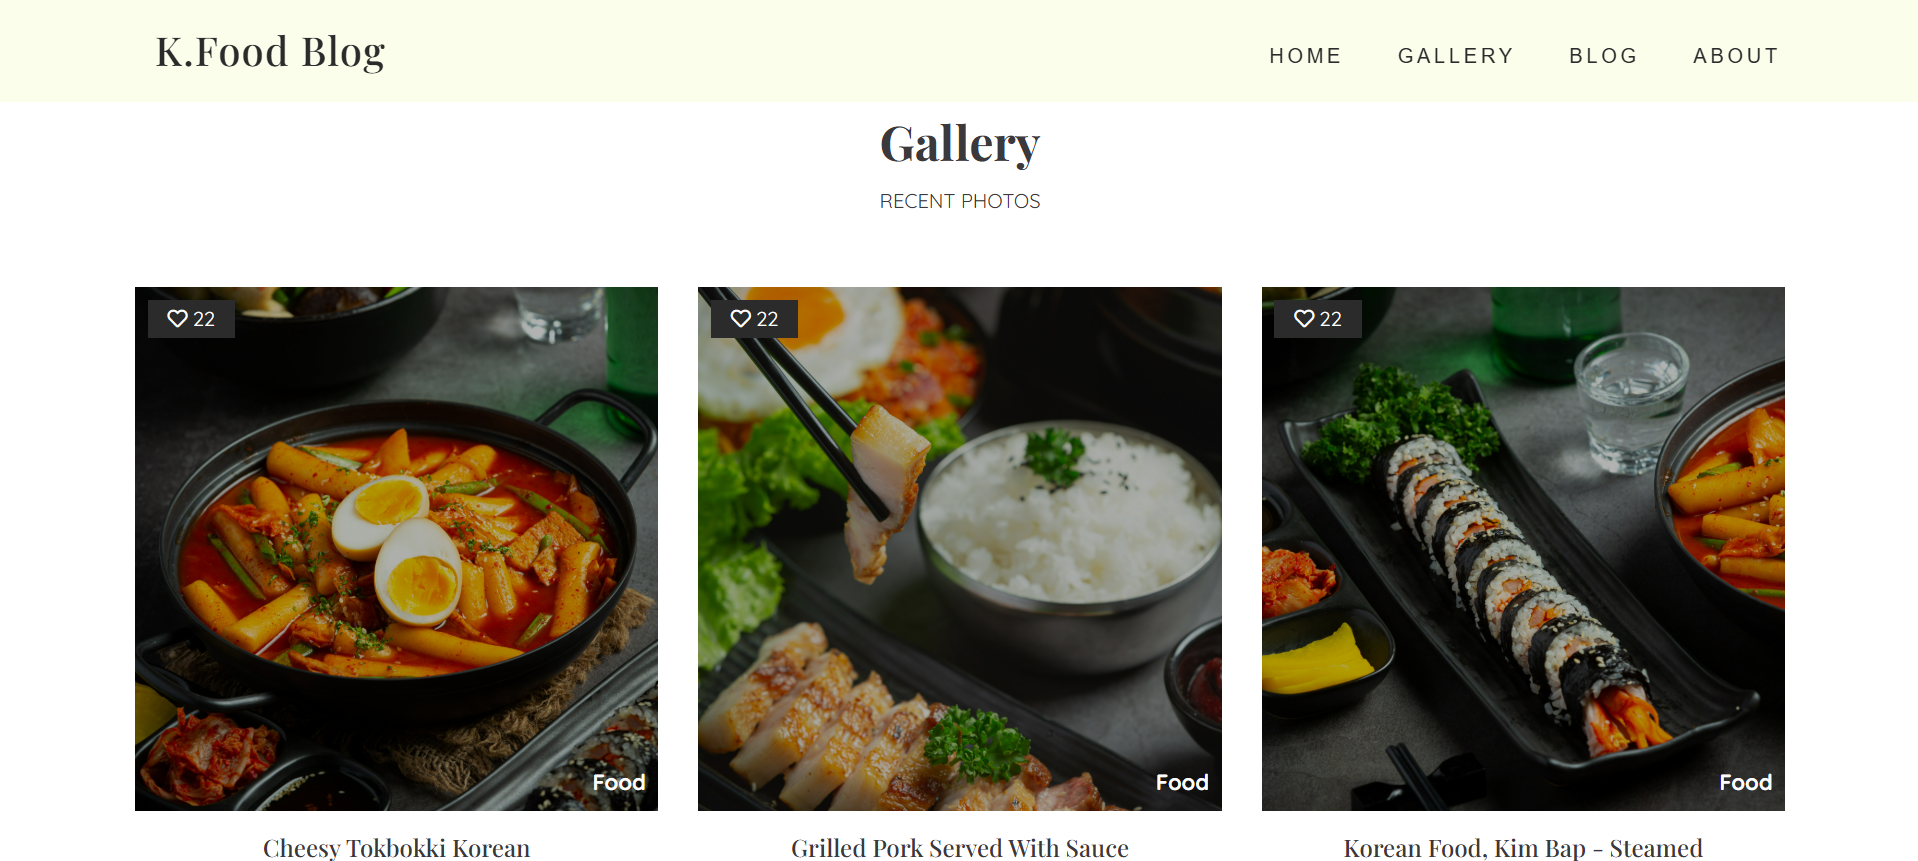 K.Food Blog
HOME GALLERY BLOG ABOUT
Gallery
RECENT PHOTOS
22
22
22
Food
Food
Food
Cheesy Tokbokki Korean
Grilled Pork Served With Sauce
Korean Food, Kim Bap - Steamed